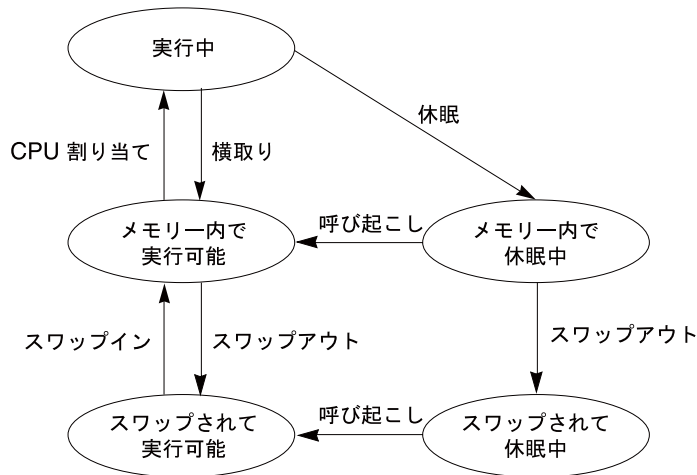 実行中
休眠
CPU 割り当て
横取り
メモリー内で
実行可能
呼び起こし
メモリー内で
休眠中
スワップイン
スワップアウト
スワップアウト
スワップされて
実行可能
呼び起こし
スワップされて
休眠中